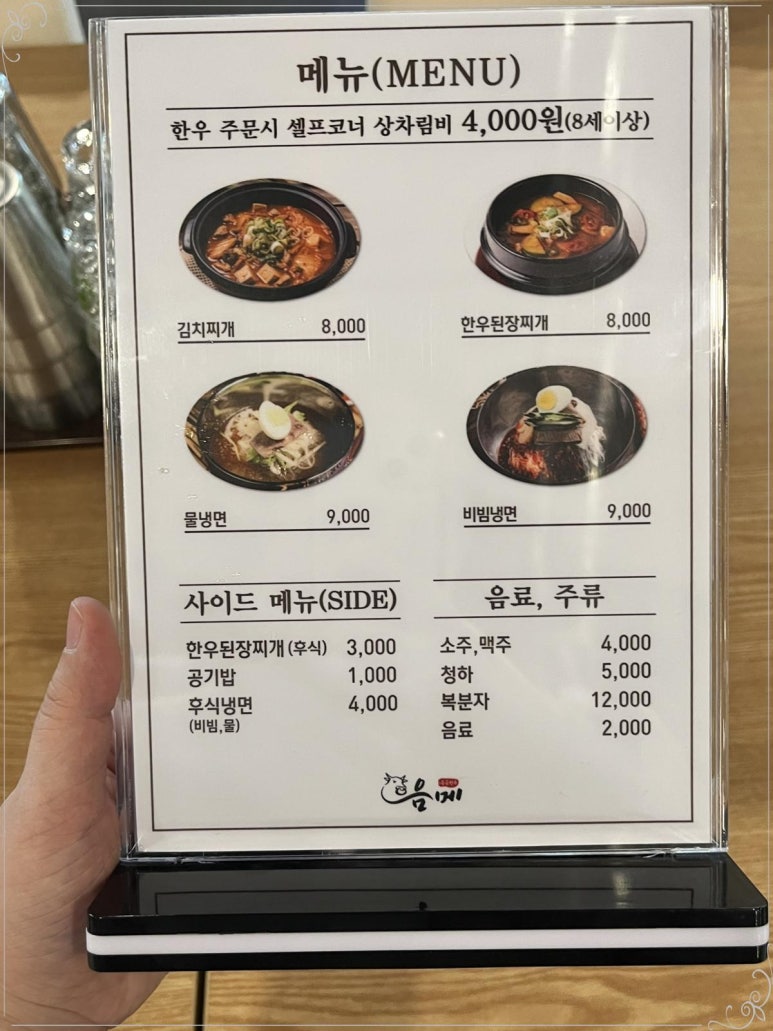 메뉴(MENU)
한우 주문시 셀프코너 상차림비 4,000원(8세이상)
김치찌개 8,000
한우된장찌개 8,000
물냉면 9,000
비빔냉면 9,000
사이드 메뉴(SIDE)
한우된장찌개(후식) 3,000
공기밥 1,000
후식냉면 4,000
(비빔,물)
음료, 주류
소주,맥주 4,000
청하 5,000
복분자 12,000
음료 2,000
음메